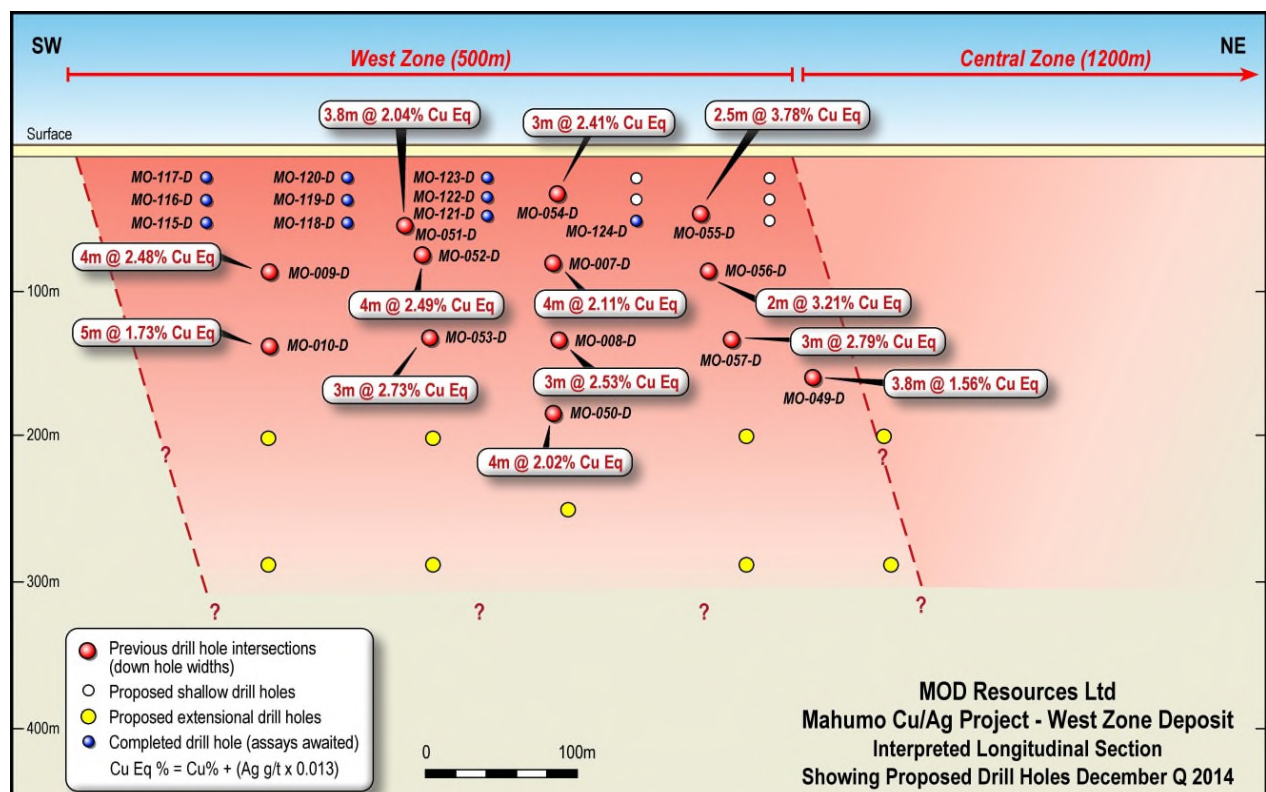 SW
NE
West Zone (500m)
Central Zone (1200m)
3.8m @ 2.04% Cu Eq
3m @ 2.41% Cu Eq
2.5m @ 3.78% Cu Eq
Surface
MO-117-D
MO-120-D
MO-123-D
MO-116-D
MO-119-D
MO-122-D
MO-054-D
MO-115-D
MO-118-D
MO-121-D
MO-124-D
MO-055-D
MO-051-D
4m @ 2.48% Cu Eq
MO-009-D
MO-052-D
MO-007-D
MO-056-D
100m
4m @ 2.49% Cu Eq
4m @ 2.11% Cu Eq
2m @ 3.21% Cu Eq
5m @ 1.73% Cu Eq
MO-010-D
MO-053-D
MO-008-D
MO-057-D
3m @ 2.79% Cu Eq
3m @ 2.73% Cu Eq
3m @ 2.53% Cu Eq
MO-049-D
3.8m @ 1.56% Cu Eq
MO-050-D
200m
?
4m @ 2.02% Cu Eq
?
300m
?
?
?
?
Previous drill hole intersections
(down hole widths)
Proposed shallow drill holes
Proposed extensional drill holes
Completed drill hole (assays awaited)
Cu Eq % = Cu% + (Ag g/t x 0.013)
400m
0
100m
MOD Resources Ltd
Mahumo Cu/Ag Project - West Zone Deposit
Interpreted Longitudinal Section
Showing Proposed Drill Holes December Q 2014